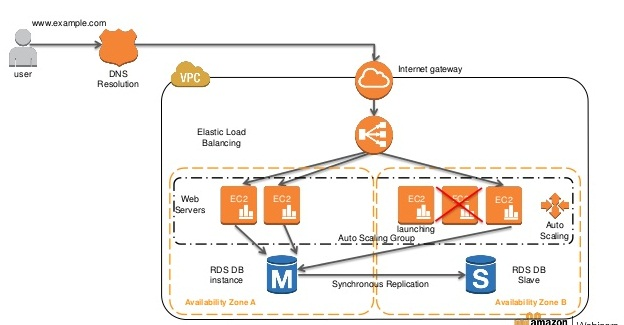 www.example.com
user
DNS
Resolution
VPC
Internet gateway
Elastic Load
Balancing
Web
Servers
EC2
EC2
EC2
EC2
launching
Auto
Scaling
Auto Scaling Group
RDS DB
instance
M
Synchronous Replication
S
RDS DB
Slave
Availability Zone A
Availability Zone B
amazon